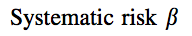 Systematic risk β